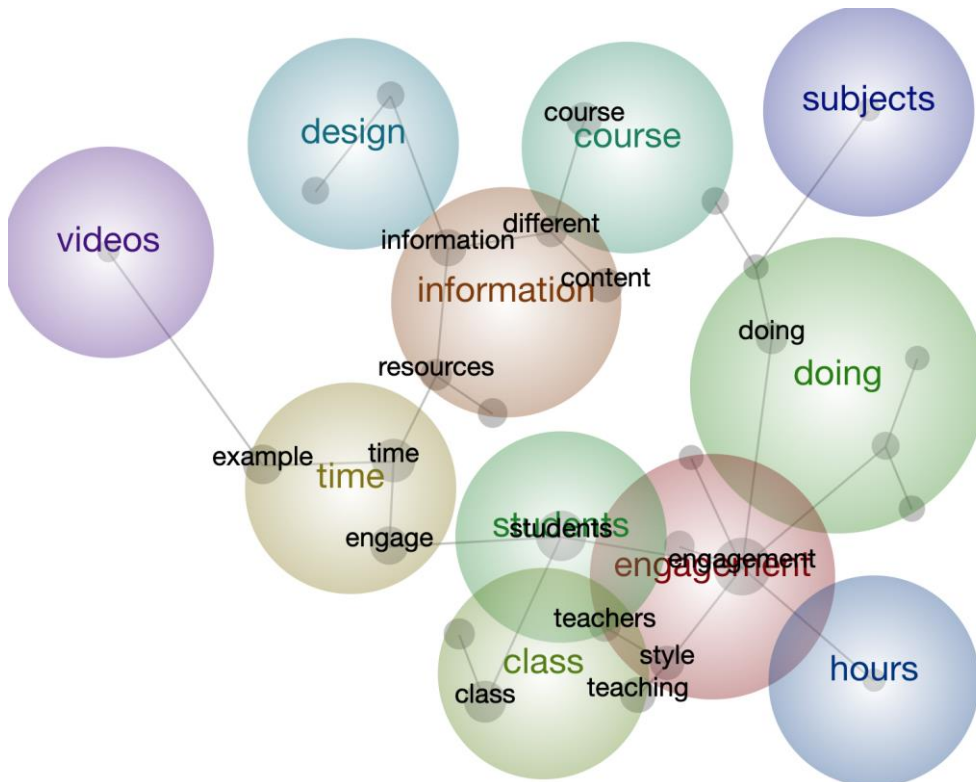 subjects
course
design
course
videos
different
information
content
information
doing
resources
doing
time
example
time
students
students
engage
engagement
engagement
teachers
style
class
hours
teaching
class